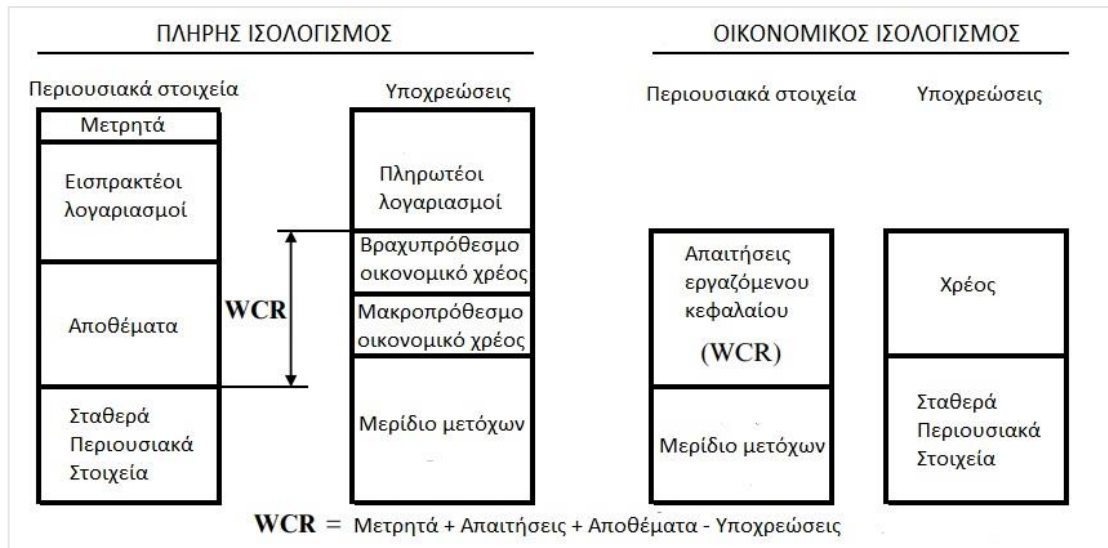 ΠΛΗΡΗΣ ΙΣΟΛΟΓΙΣΜΟΣ
Περιουσιακά στοιχεία
Υποχρεώσεις
Μετρητά
Εισπρακτέοι
λογαριασμοί
Αποθέματα
Σταθερά
Περιουσιακά
Στοιχεία
WCR
Πληρωτέοι
λογαριασμοί
Βραχυπρόθεσμο
οικονομικό χρέος
Μακροπρόθεσμο
οικονομικό χρέος
Μερίδιο μετόχων
ΟΙΚΟΝΟΜΙΚΟΣ ΙΣΟΛΟΓΙΣΜΟΣ
Περιουσιακά στοιχεία
Υποχρεώσεις
Απαιτήσεις
εργαζόμενου
κεφαλαίου
(WCR)
Μερίδιο μετόχων
Χρέος
Σταθερά
Περιουσιακά
Στοιχεία
WCR = Μετρητά + Απαιτήσεις + Αποθέματα - Υποχρεώσεις